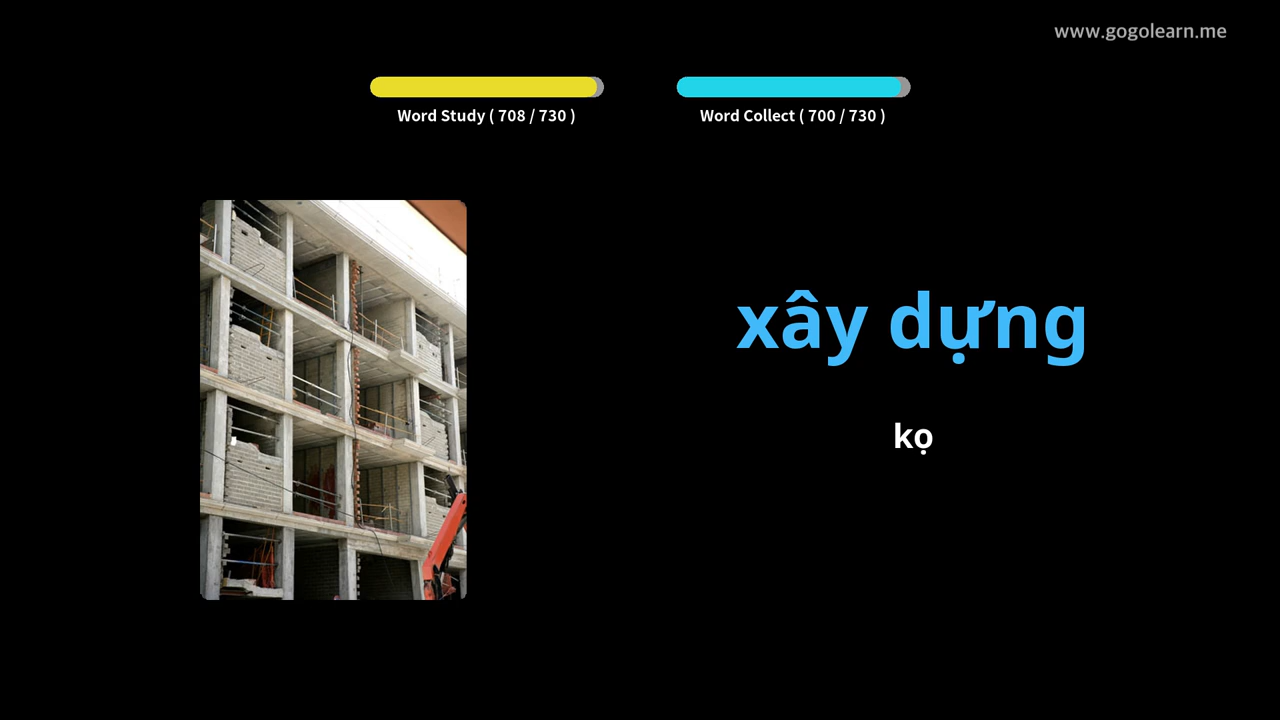 www.gogolearn.me
Word Study ( 708 / 730 )
Word Collect ( 700 / 730 )
xây dựng
kọ